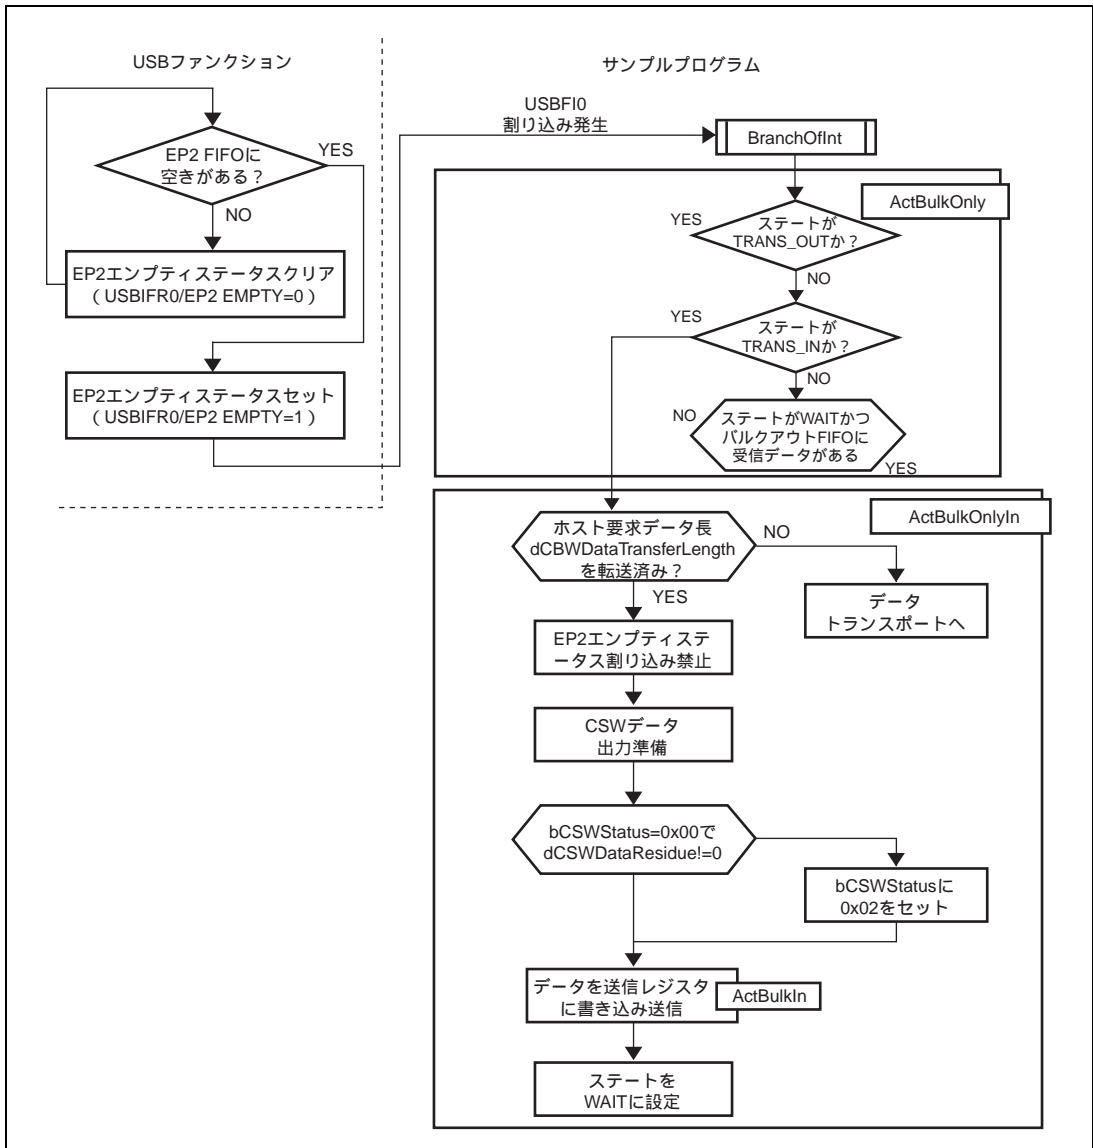 USBファンクション
サンプルプログラム
EP2 FIFOに
空きがある?
YES
NO
EP2エンプティステータスクリア
(USBIFR0/EP2 EMPTY=0)
EP2エンプティステータスセット
(USBIFR0/EP2 EMPTY=1)
USBFI0
割り込み発生
BranchOfInt
ActBulkOnly
YES
ステートが
TRANS_OUTか?
NO
YES
ステートが
TRANS_INか?
NO
NO
ステートがWAITかつ
バルクアウトFIFOに
受信データがある
YES
ActBulkOnlyIn
ホスト要求データ長
dCBWDataTransferLength
を転送済み?
NO
YES
データ
トランスポートへ
EP2エンプティステ
ータス割り込み禁止
CSWデータ
出力準備
bCSWStatus=0x00で
dCSWDataResidue!=0
bCSWStatusに
0x02をセット
データを送信レジスタ
に書き込み送信
ActBulkIn
ステートを
WAITに設定